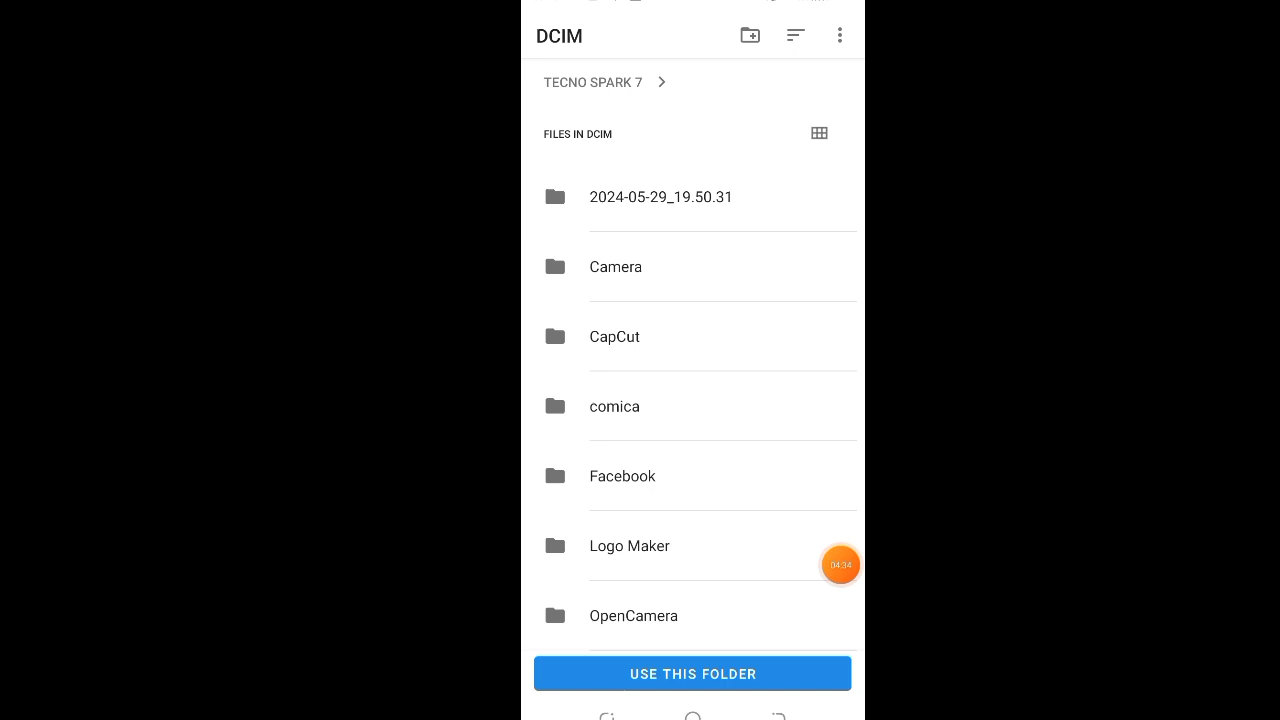 DCIM
TECNO SPARK 7
FILES IN DCIM
2024-05-29_19.50.31
Camera
CapCut
comica
Facebook
Logo Maker
04:34
OpenCamera
USE THIS FOLDER